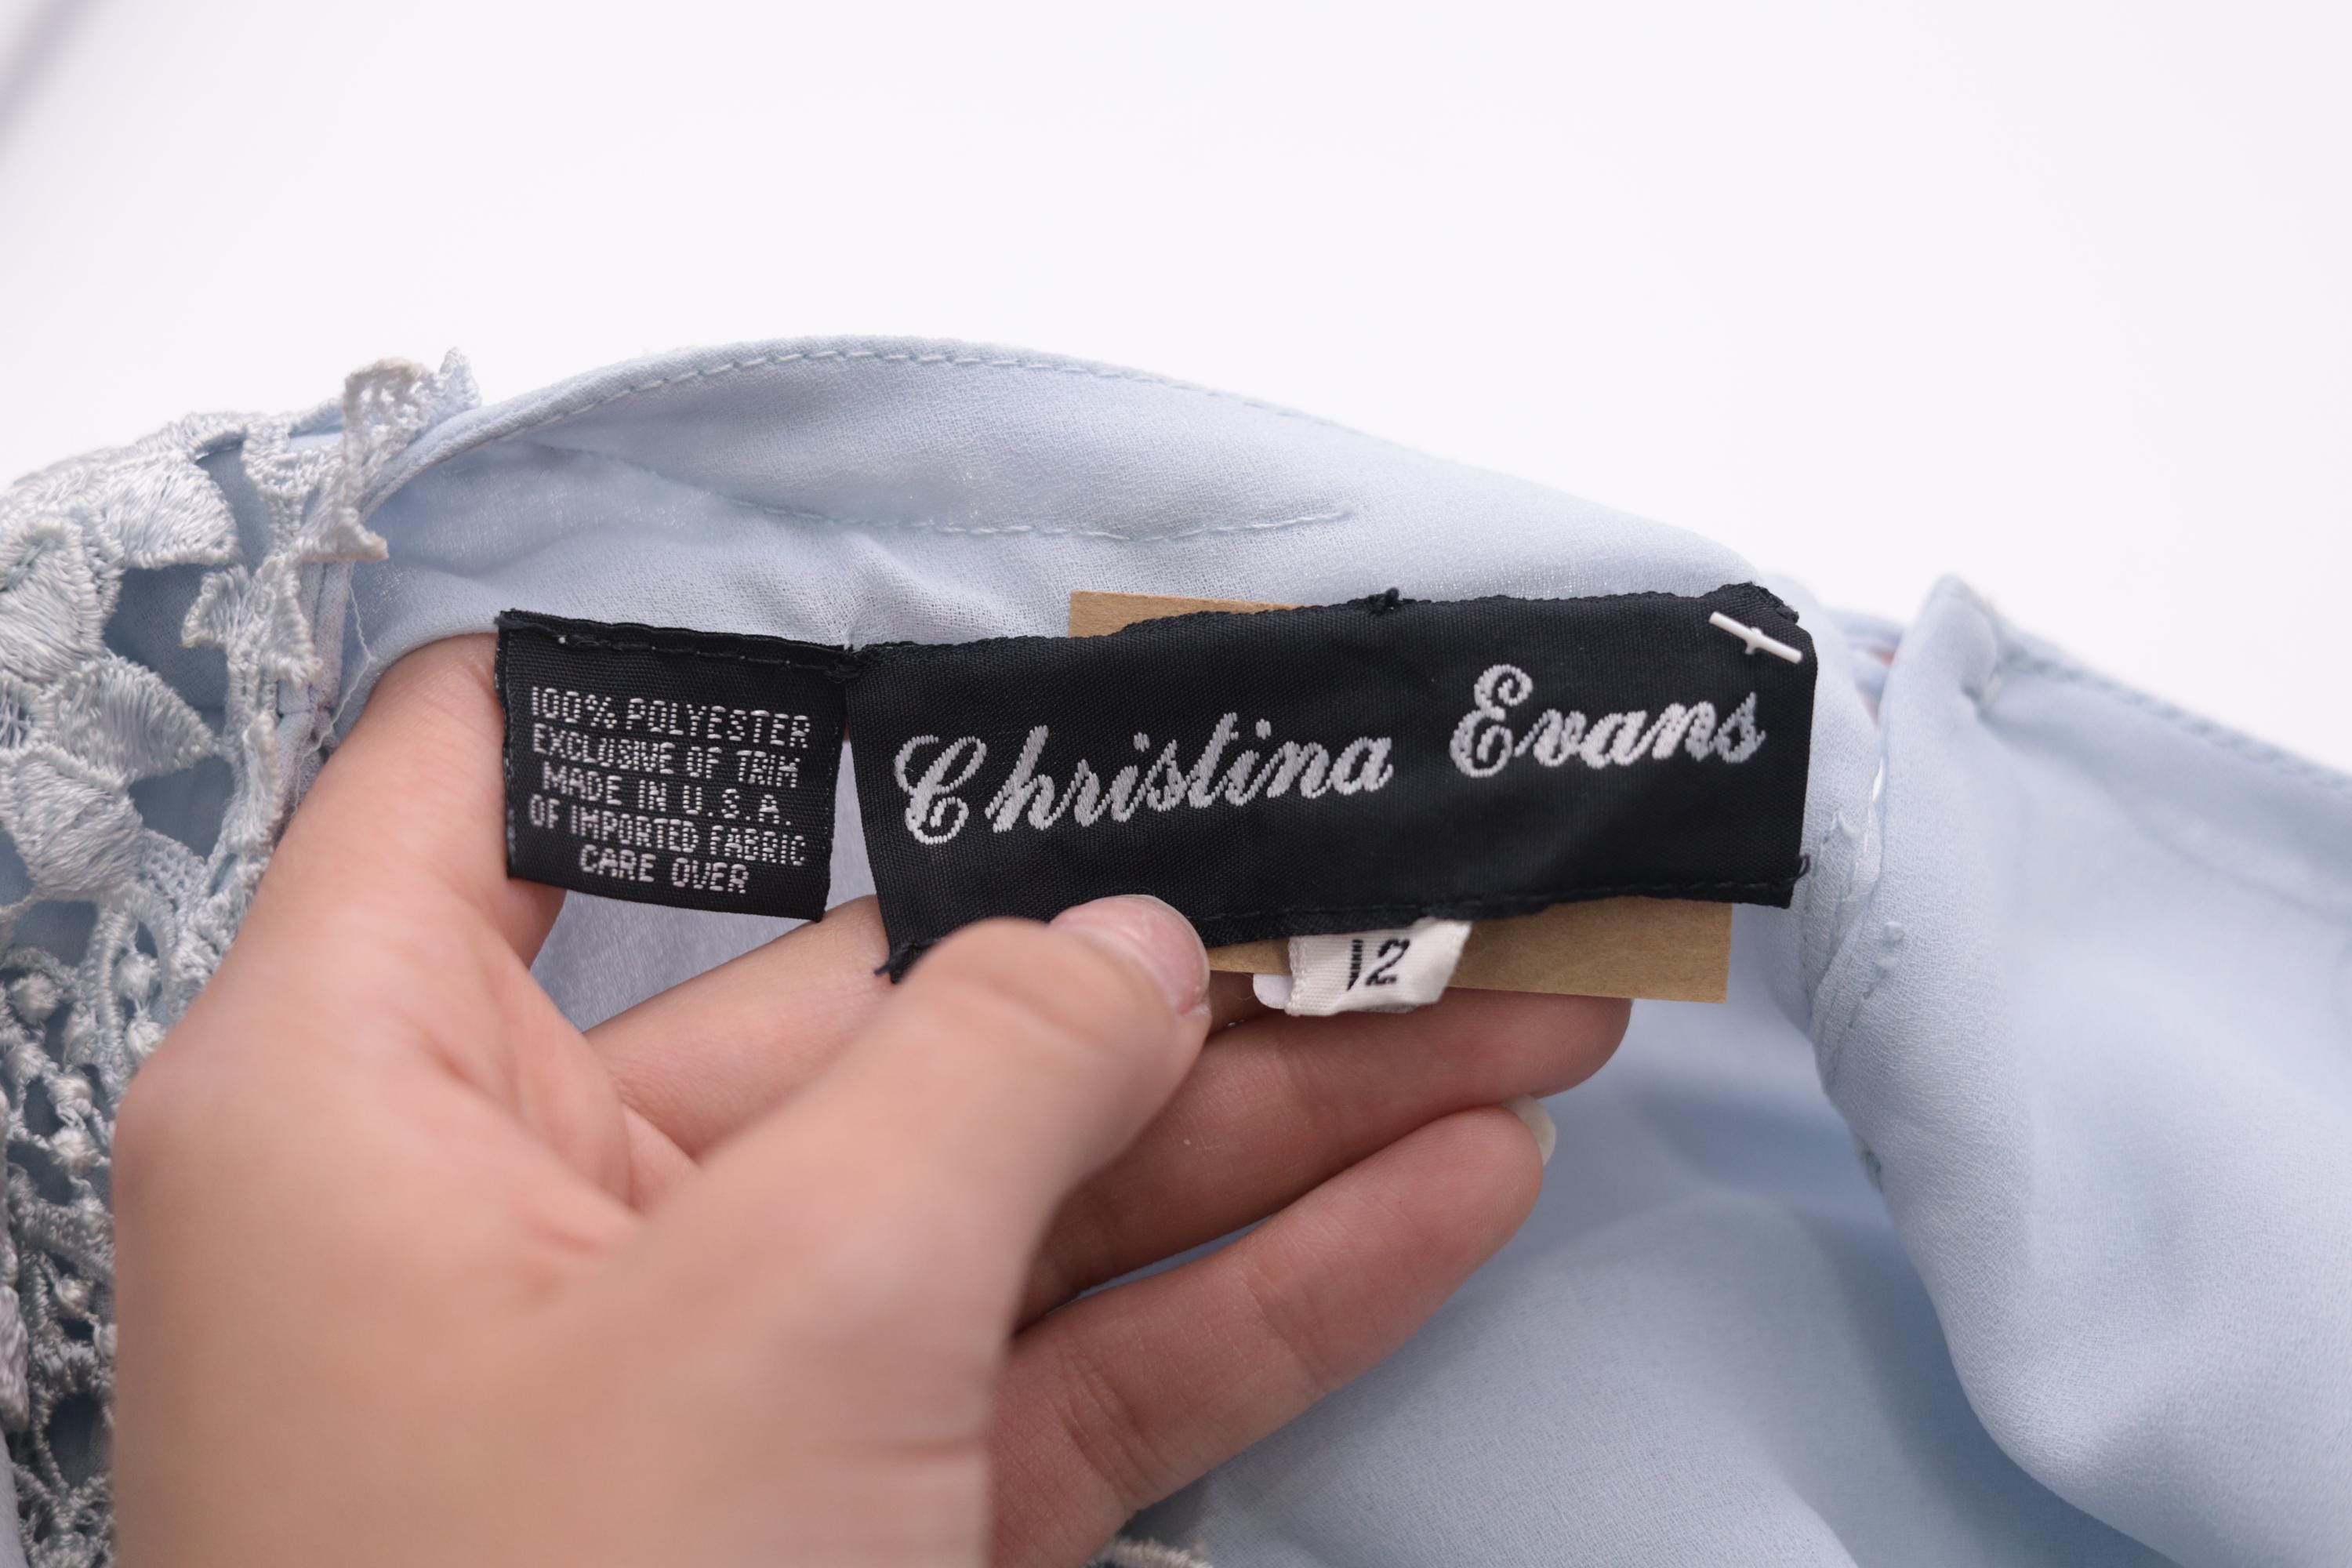 100% POLYESTER
EXCLUSIVE OF TRIM
MADE IN U.S.A.
OF IMPORTED FABRIC
CARE OVER
Christina Evans
12